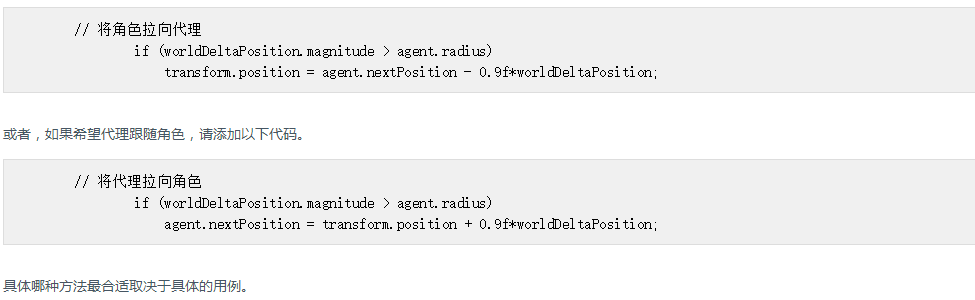 // 将角色拉向代理
if (worldDeltaPosition.magnitude > agent.radius)
transform.position = agent.nextPosition - 0.9f*worldDeltaPosition;
或者，如果希望代理跟随角色，请添加以下代码。
// 将代理拉向角色
if (worldDeltaPosition.magnitude > agent.radius)
agent.nextPosition = transform.position + 0.9f*worldDeltaPosition;
具体哪种方法最合适取决于具体的用例。